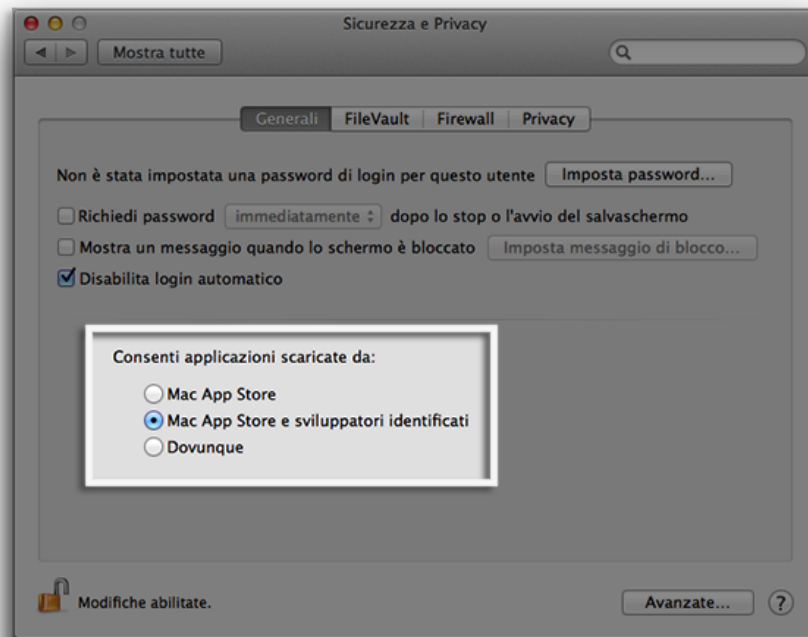 Sicurezza e Privacy
Mostra tutte
Generali FileVault Firewall Privacy
Non è stata impostata una password di login per questo utente Imposta password...
Richiedi password immediatamente dopo lo stop o l'avvio del salvaschermo
Mostra un messaggio quando lo schermo è bloccato Imposta messaggio di blocco...
Disabilita login automatico
Consenti applicazioni scaricate da:
Mac App Store
Mac App Store e sviluppatori identificati
Dovunque
Modifiche abilitate. Avanzate... ?